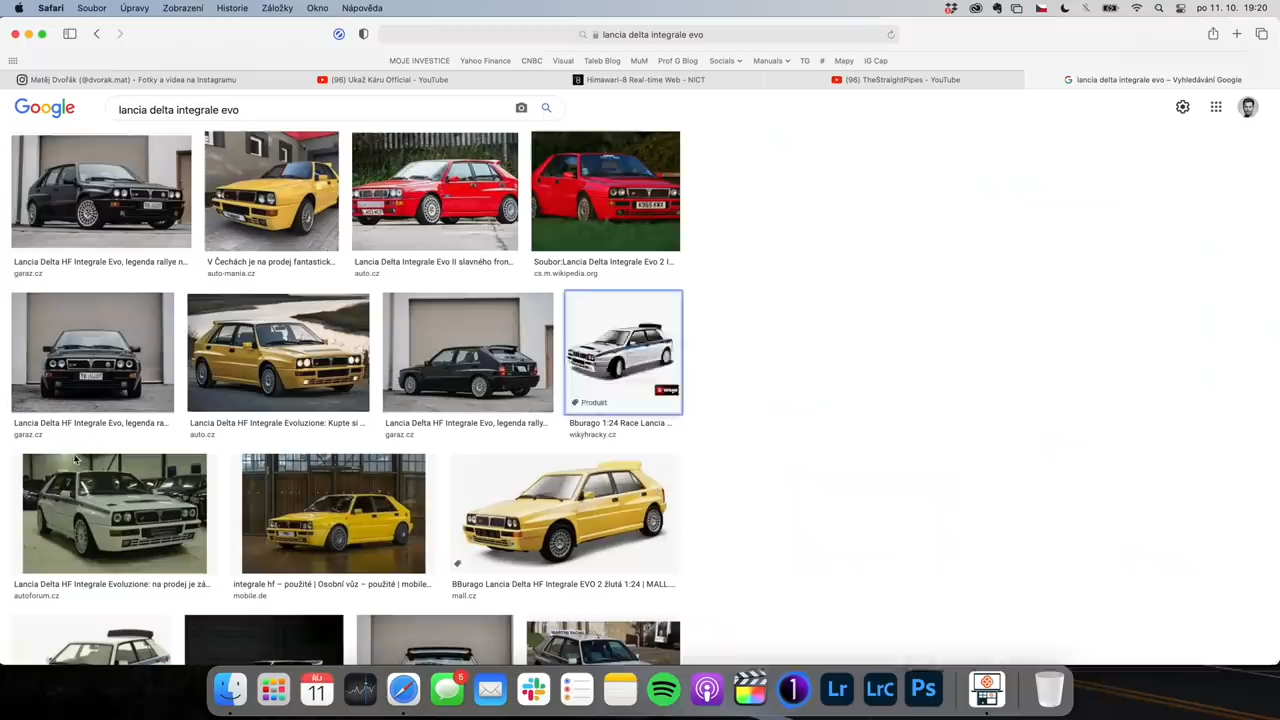 Safari Soubor Úpravy Zobrazení Historie Záložky Okno Nápověda po 11. 10. 19:20
lancia delta integrale evo
MOJE INVESTICE Yahoo Finance CNBC Visual Taleb Blog MuM Prof G Blog Socials Manuals TG # Mapy IG Cap
Matěj Dvořák (@dvorak.mat) • Fotky a videa na Instagramu (96) Ukaž Káru Official - YouTube Himawari-8 Real-time Web - NICT (96) TheStraightPipes - YouTube lancia delta integrale evo – Vyhledávání Google
Google lancia delta integrale evo
K965 KWX
Lancia Delta HF Integrale Evo, legenda rallye n... V Čechách je na prodej fantastick... Lancia Delta Integrale Evo II slavného fron... Soubor:Lancia Delta Integrale Evo 2 I...
garaz.cz auto-mania.cz auto.cz cs.m.wikipedia.org
Produkt
Lancia Delta HF Integrale Evo, legenda ra... Lancia Delta HF Integrale Evoluzione: Kupte si ... Lancia Delta HF Integrale Evo, legenda rally... Bburago 1:24 Race Lancia ...
garaz.cz auto.cz garaz.cz wikyhracky.cz
Lancia Delta HF Integrale Evoluzione: na prodej je zá... integrale hf – použité | Osobní vůz – použité | mobile... BBurago Lancia Delta HF Integrale EVO 2 žlutá 1:24 | MALL....
autoforum.cz mobile.de mall.cz
MARTINI RACING
ŘÍJ
11
5
1
Lr
LrC
Ps